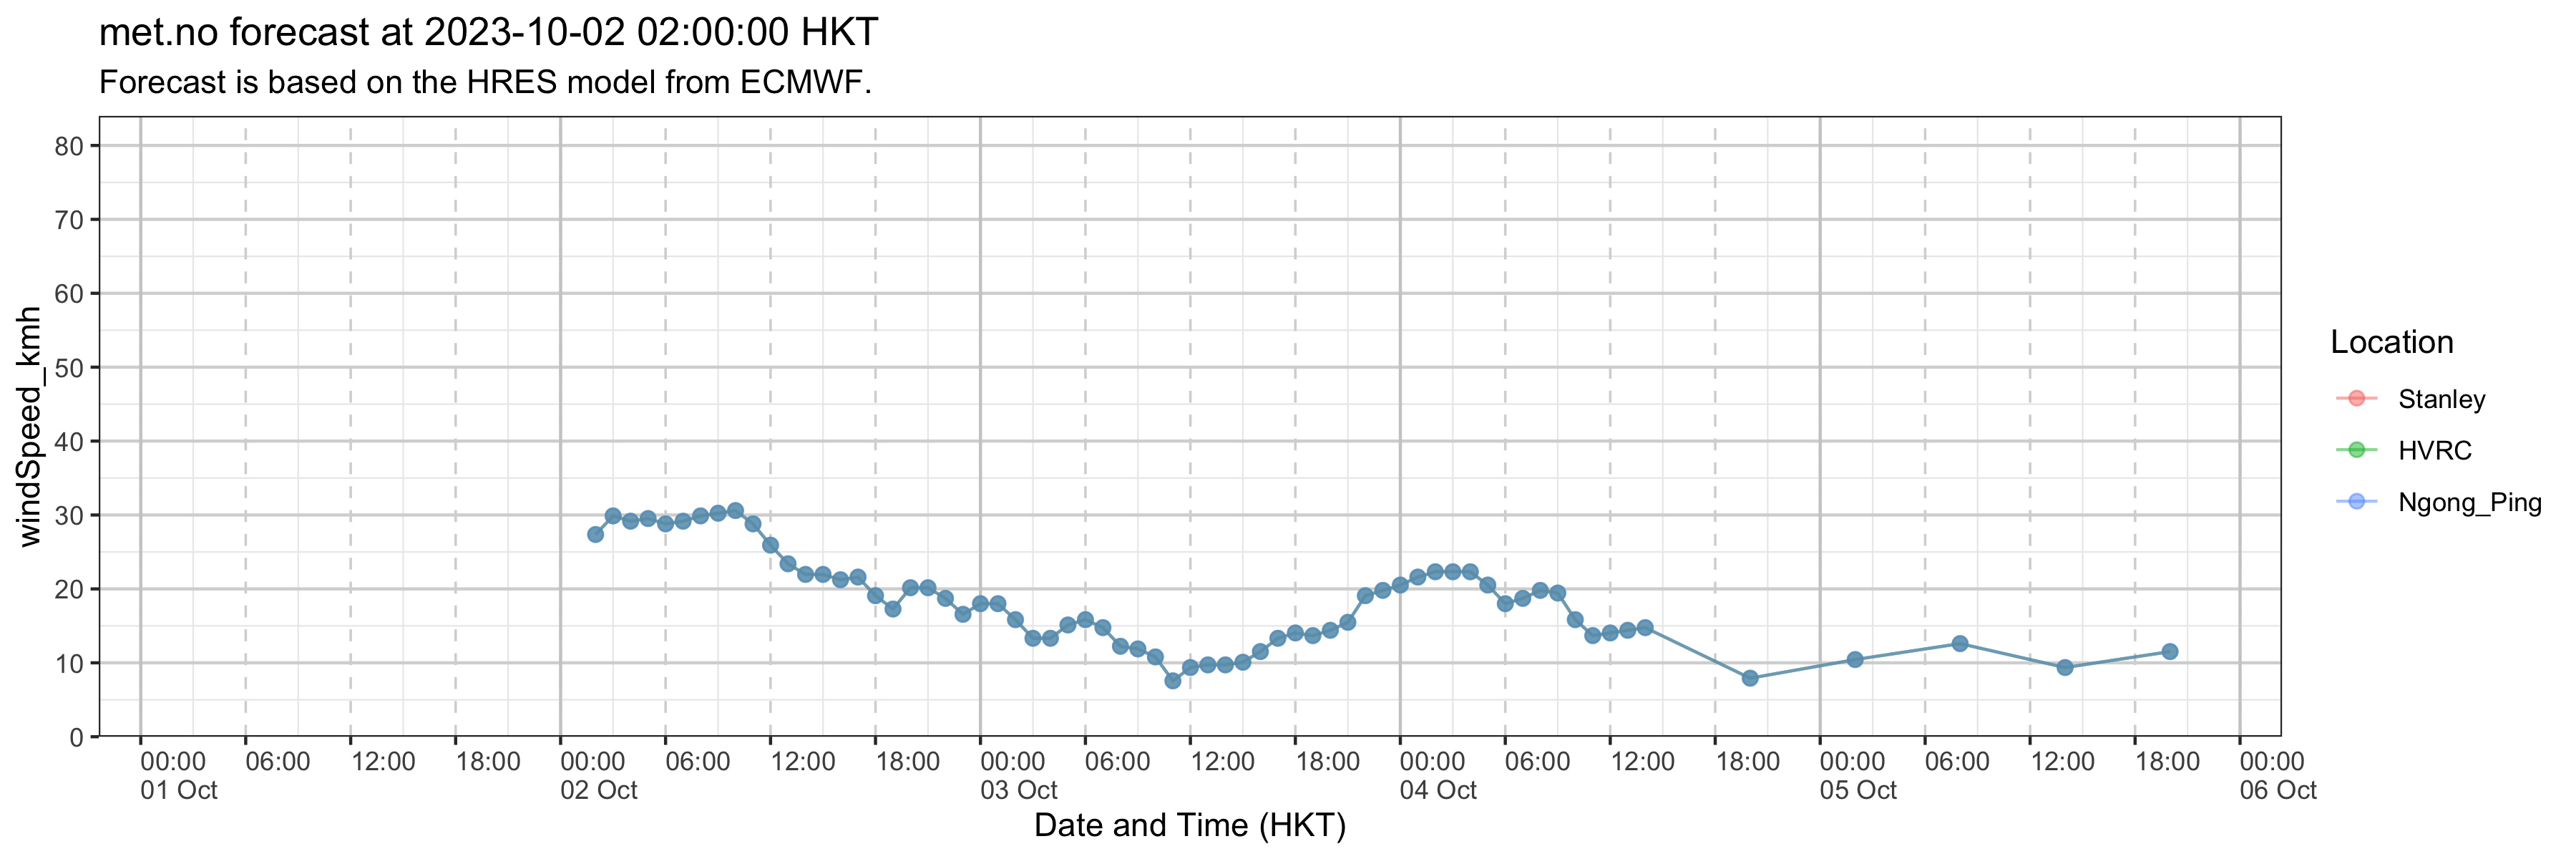 met.no forecast at 2023-10-02 02:00:00 HKT
Forecast is based on the HRES model from ECMWF.
windSpeed_kmh
80
70
60
50
40
30
20
10
0
00:00 06:00 12:00 18:00 00:00 06:00 12:00 18:00 00:00 06:00 12:00 18:00 00:00 06:00 12:00 18:00 00:00 06:00 12:00 18:00 00:00
01 Oct 02 Oct 03 Oct 04 Oct 05 Oct 06 Oct
Date and Time (HKT)
Location
Stanley
HVRC
Ngong_Ping